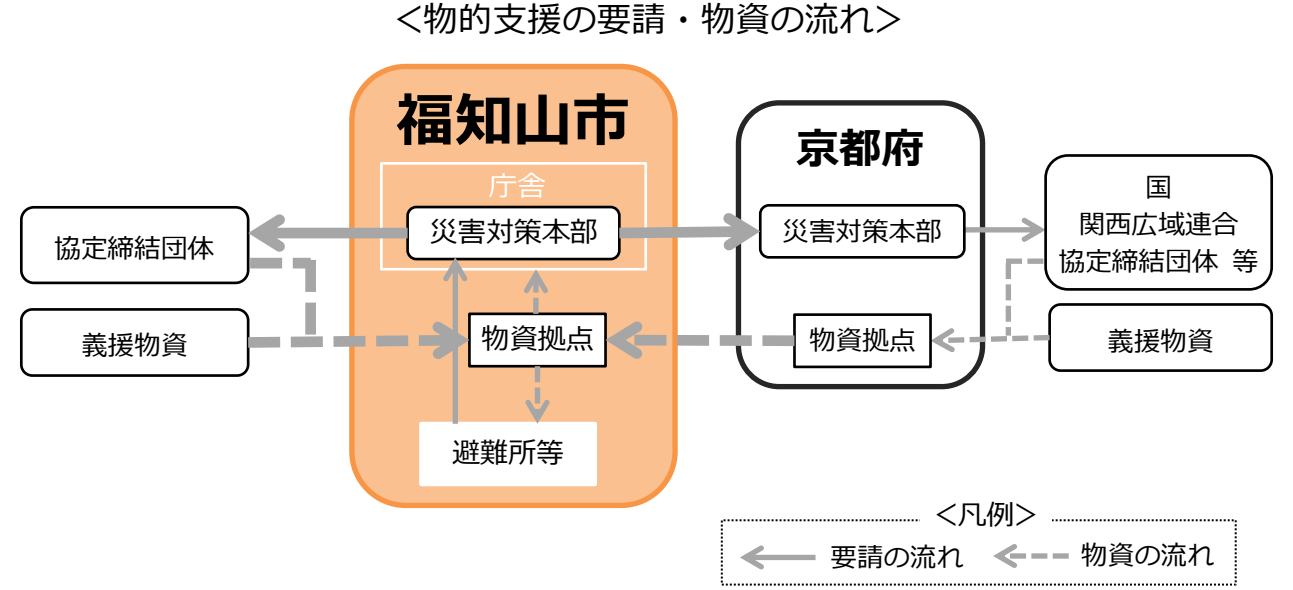 ＜物的支援の要請・物資の流れ＞
福知山市
庁舎
災害対策本部
物資拠点
避難所等
協定締結団体
義援物資
京都府
災害対策本部
物資拠点
国
関西広域連合
協定締結団体 等
義援物資
＜凡例＞
要請の流れ
物資の流れ